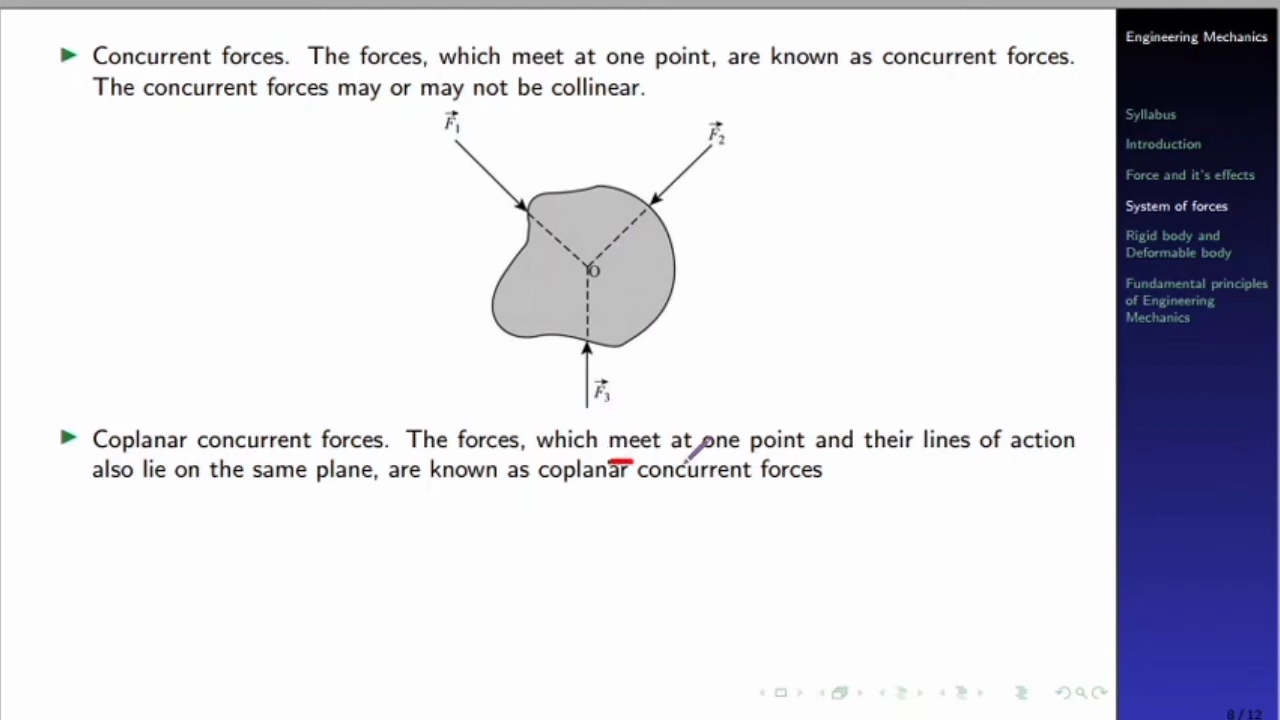 Concurrent forces. The forces, which meet at one point, are known as concurrent forces.
The concurrent forces may or may not be collinear.
F1
F2
O
F3
Coplanar concurrent forces. The forces, which meet at one point and their lines of action
also lie on the same plane, are known as coplanar concurrent forces
Engineering Mechanics
Syllabus
Introduction
Force and it's effects
System of forces
Rigid body and
Deformable body
Fundamental principles
of Engineering
Mechanics
8 / 12